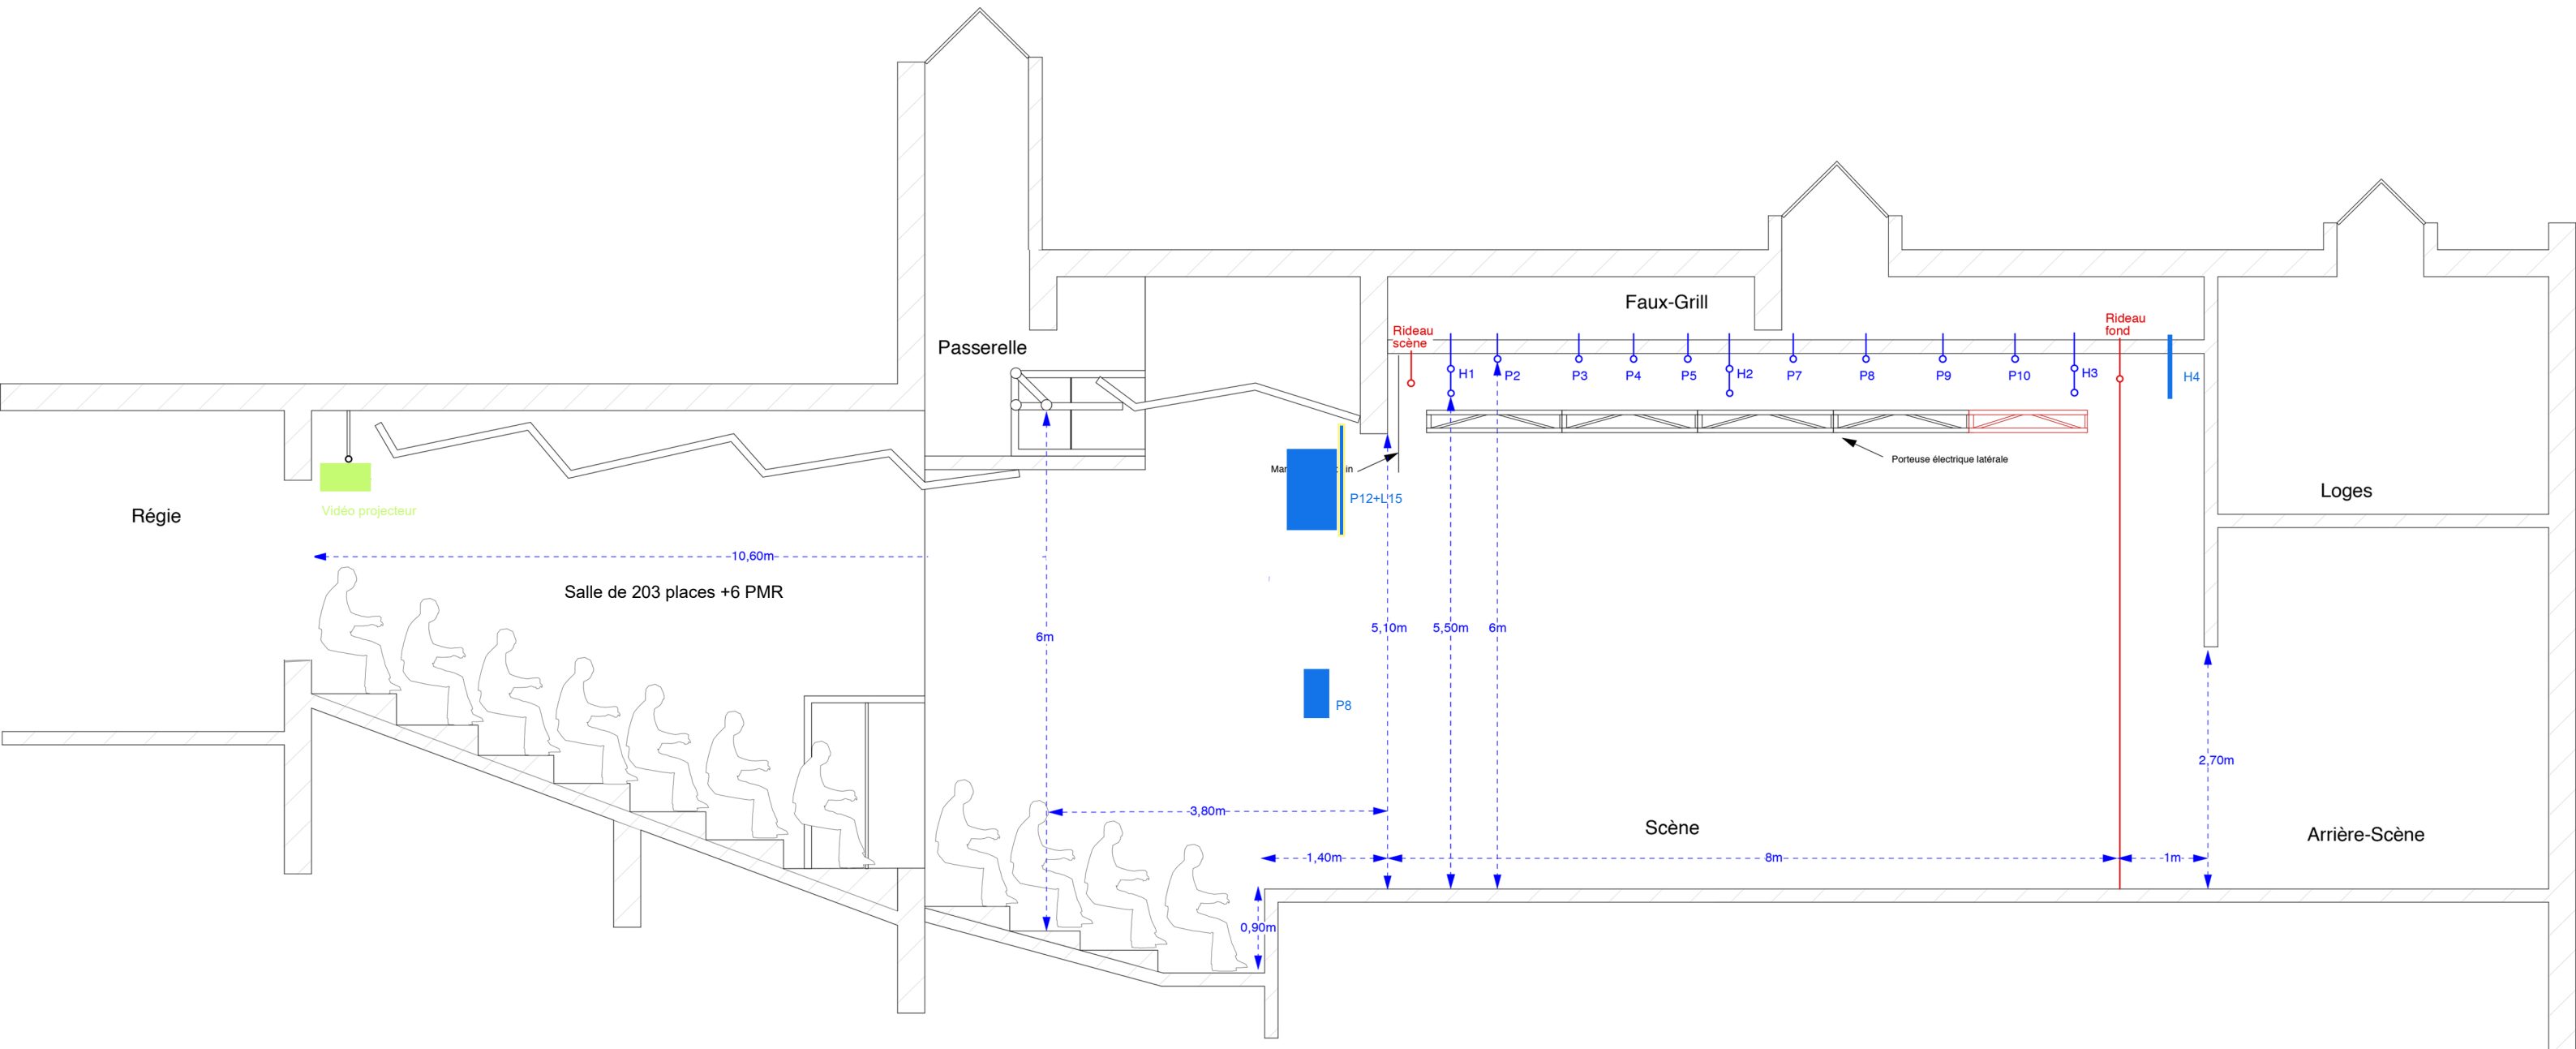 Faux-Grill
Rideau
scène
Rideau
fond
Passerelle
H1
P2
P3
P4
P5
H2
P7
P8
P9
P10
H3
H4
Porteuse électrique latérale
Loges
P12+L15
Régie
Vidéo projecteur
10,60m
Salle de 203 places +6 PMR
6m
5,10m
5,50m
6m
P8
2,70m
3,80m
Scène
Arrière-Scène
1,40m
8m
1m
0,90m